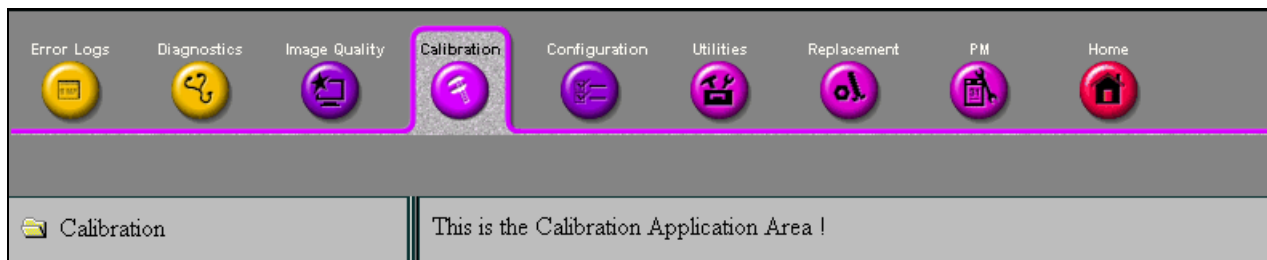 Error Logs Diagnostics Image Quality Calibration Configuration Utilities Replacement PM Home
Calibration
This is the Calibration Application Area !